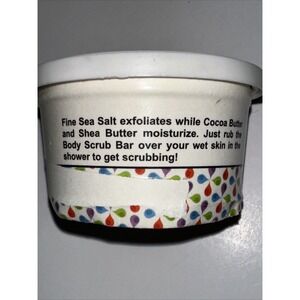 Fine Sea Salt exfoliates while Cocoa Butter
and Shea Butter moisturize. Just rub the
Body Scrub Bar over your wet skin in the
shower to get scrubbing!